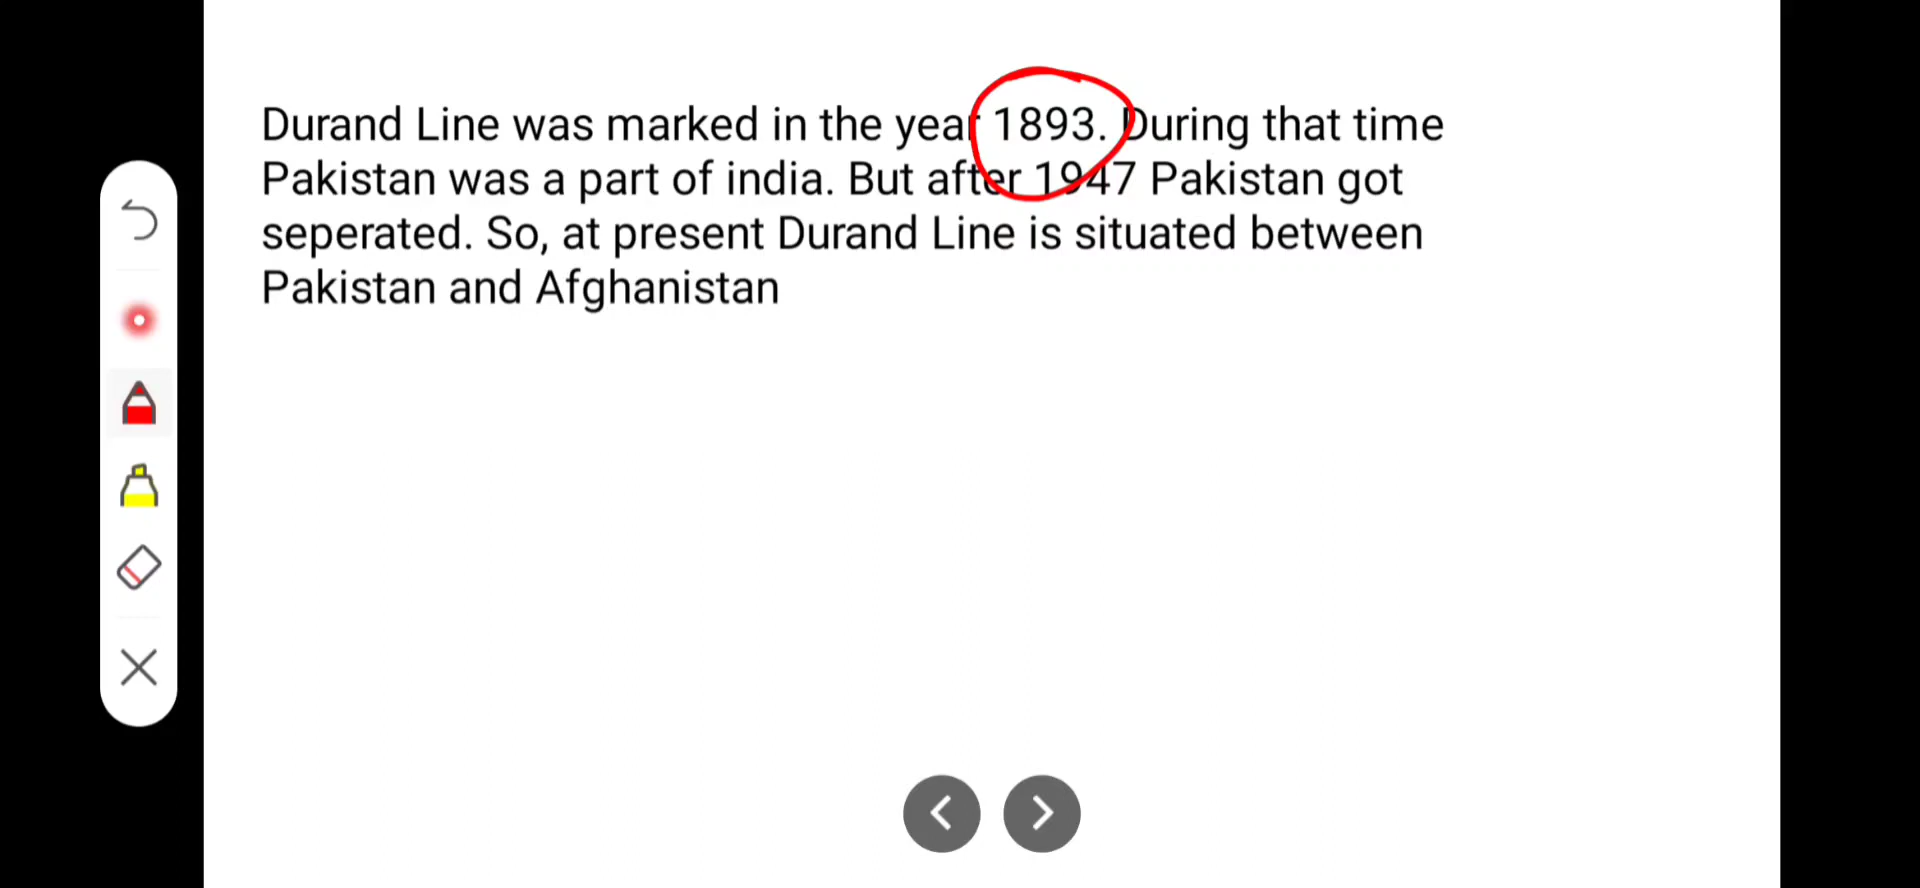 Durand Line was marked in the year 1893. During that time
Pakistan was a part of india. But after 1947 Pakistan got
seperated. So, at present Durand Line is situated between
Pakistan and Afghanistan